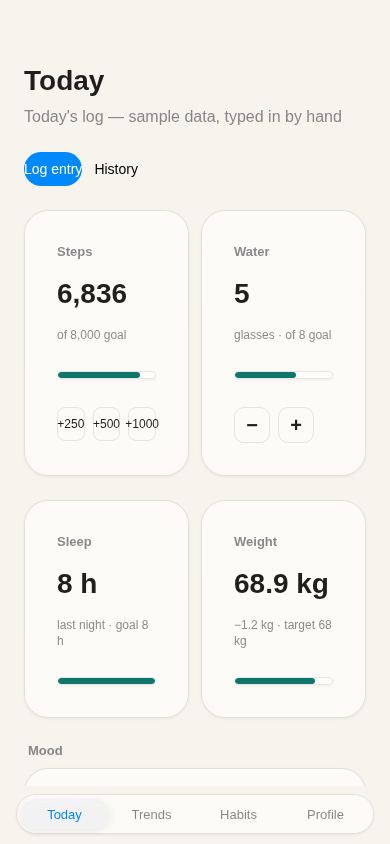 Today
Today's log — sample data, typed in by hand
Log entry History
Steps
6,836
of 8,000 goal
+250 +500 +1000
Water
5
glasses · of 8 goal
− +
Sleep
8 h
last night · goal 8
h
Weight
68.9 kg
−1.2 kg · target 68
kg
Mood
Today Trends Habits Profile